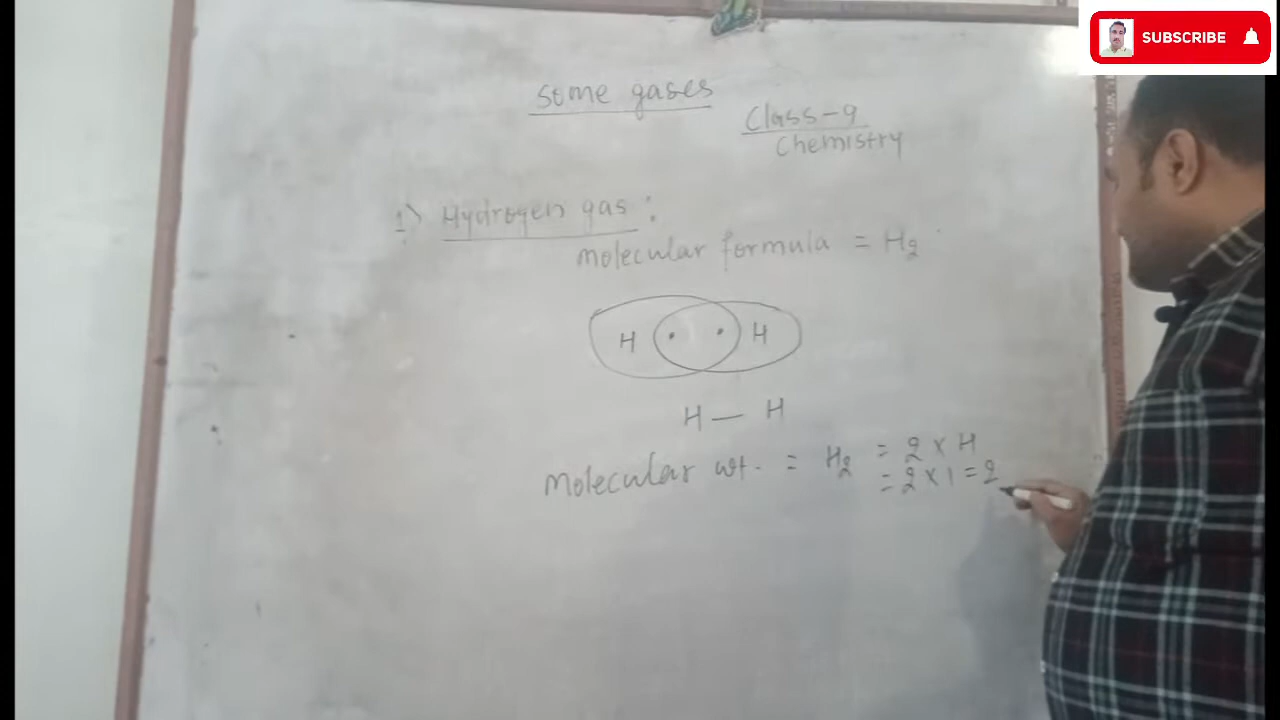 SUBSCRIBE
Some gases
Class-9
Chemistry
1) Hydrogen gas :
molecular formula = H2
H H
H — H
Molecular wt. = H2 = 2 × H
= 2 × 1 = 2